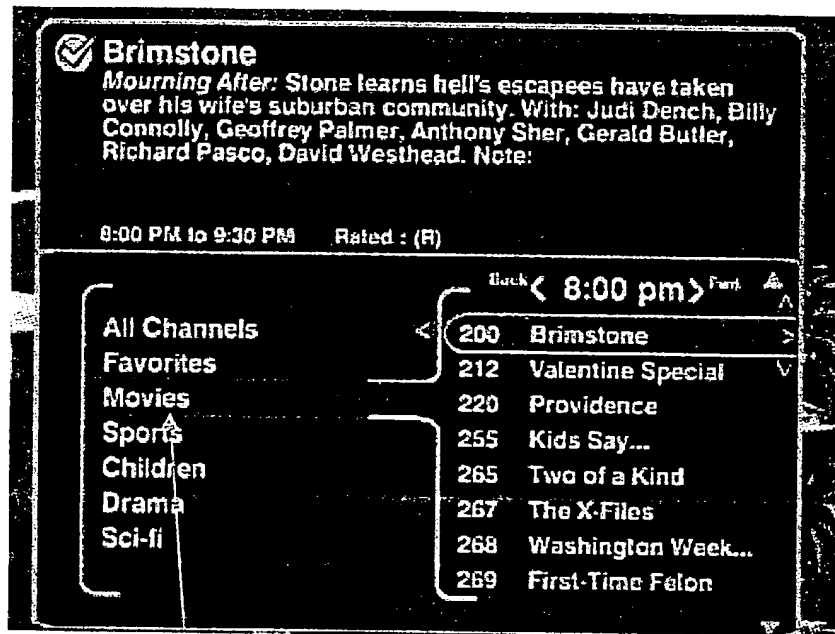 Brimstone
Mourning After: Stone learns hell's escapees have taken
over his wife's suburban community. With: Judi Dench, Billy
Connolly, Geoffrey Palmer, Anthony Sher, Gerald Butler,
Richard Pasco, David Westhead. Note:
8:00 PM to 9:30 PM Rated : (R)
Back < 8:00 pm >
All Channels < 200 Brimstone >
Favorites 212 Valentine Special
Movies 220 Providence
Sports 255 Kids Say...
Children 265 Two of a Kind
Drama 267 The X-Files
Sci-fi 268 Washington Week...
269 First-Time Felon